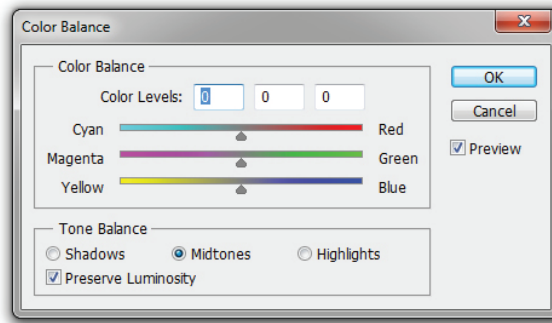 Color Balance
Color Balance
Color Levels: 0 0 0
Cyan Red
Magenta Green
Yellow Blue
Tone Balance
Shadows Midtones Highlights
Preserve Luminosity
OK
Cancel
Preview